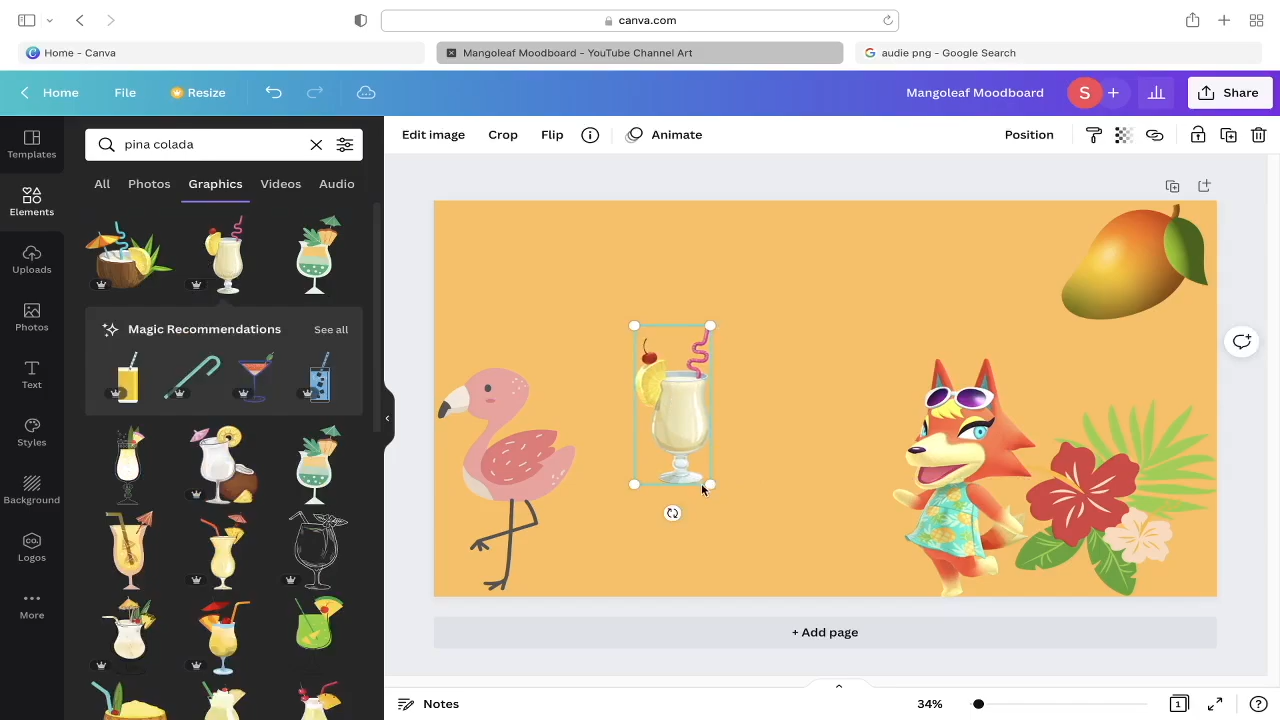 canva.com
Home - Canva
Mangoleaf Moodboard - YouTube Channel Art
audie png - Google Search
Home
File
Resize
Mangoleaf Moodboard
S
Share
Templates
Elements
Uploads
Photos
Text
Styles
Background
Logos
CO.
More
pina colada
All Photos Graphics Videos Audio
Magic Recommendations
See all
Edit image
Crop
Flip
Animate
Position
+ Add page
Notes
34%
1